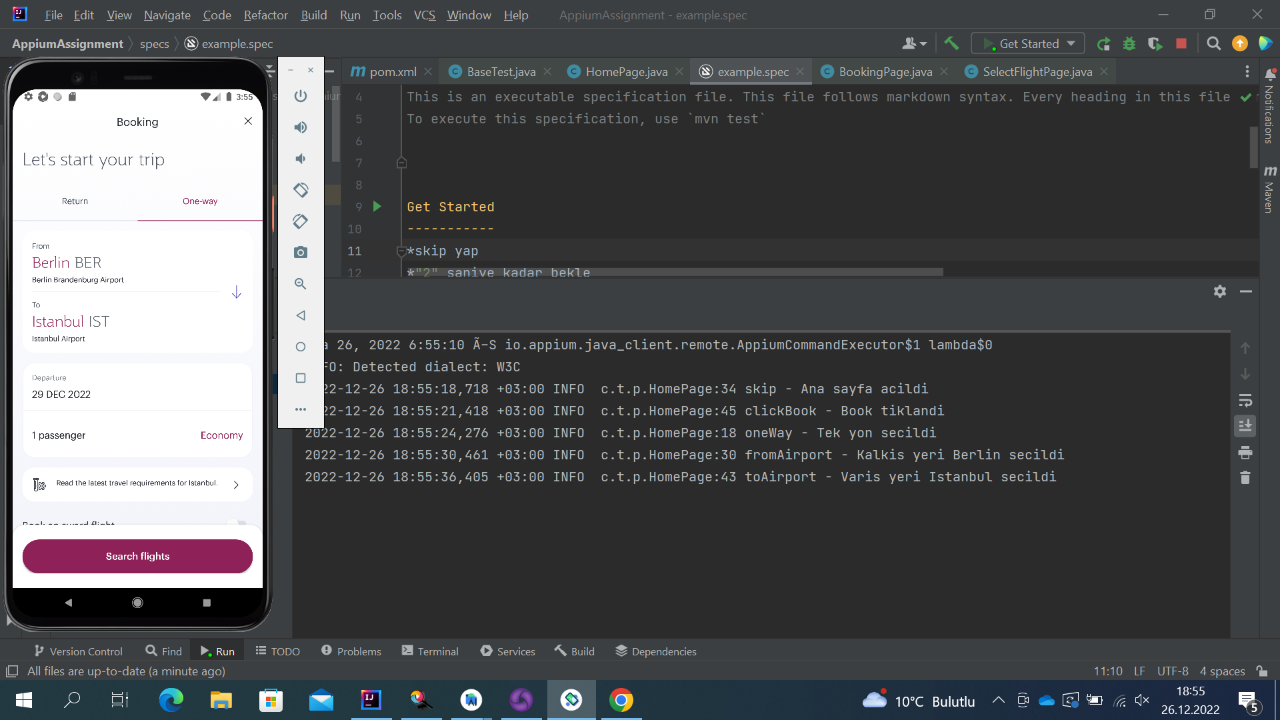 File Edit View Navigate Code Refactor Build Run Tools VCS Window Help AppiumAssignment - example.spec
AppiumAssignment specs example.spec
Get Started
pom.xml BaseTest.java HomePage.java example.spec BookingPage.java SelectFlightPage.java
4 This is an executable specification file. This file follows markdown syntax. Every heading in this file
5 To execute this specification, use `mvn test`
6
7
8
9 Get Started
10 -----------
11 *skip yap
12 *"2" saniye kadar bekle
Notifications
Maven
3:55
Booking
Let's start your trip
Return One-way
From
Berlin BER
Berlin Brandenburg Airport
To
Istanbul IST
Istanbul Airport
Departure
29 DEC 2022
1 passenger Economy
Read the latest travel requirements for Istanbul.
Book an award flight
Search flights
26, 2022 6:55:10 Ã-S io.appium.java_client.remote.AppiumCommandExecutor$1 lambda$0
FO: Detected dialect: W3C
22-12-26 18:55:18,718 +03:00 INFO c.t.p.HomePage:34 skip - Ana sayfa acildi
22-12-26 18:55:21,418 +03:00 INFO c.t.p.HomePage:45 clickBook - Book tiklandi
2022-12-26 18:55:24,276 +03:00 INFO c.t.p.HomePage:18 oneWay - Tek yon secildi
2022-12-26 18:55:30,461 +03:00 INFO c.t.p.HomePage:30 fromAirport - Kalkis yeri Berlin secildi
2022-12-26 18:55:36,405 +03:00 INFO c.t.p.HomePage:43 toAirport - Varis yeri Istanbul secildi
Version Control Find Run TODO Problems Terminal Services Build Dependencies
All files are up-to-date (a minute ago) 11:10 LF UTF-8 4 spaces
10°C Bulutlu
18:55
26.12.2022
5